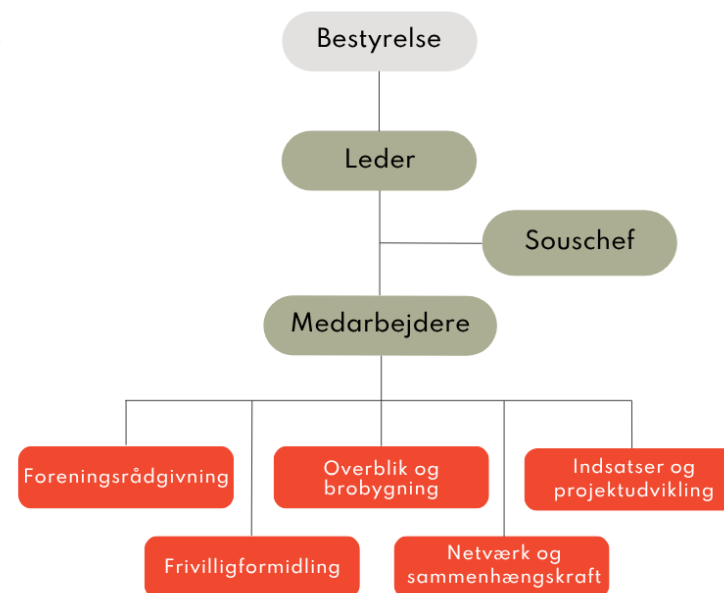 Bestyrelse
Leder
Souschef
Medarbejdere
Foreningsrådgivning
Overblik og
brobygning
Indsatser og
projektudvikling
Frivilligformidling
Netværk og
sammenhængskraft